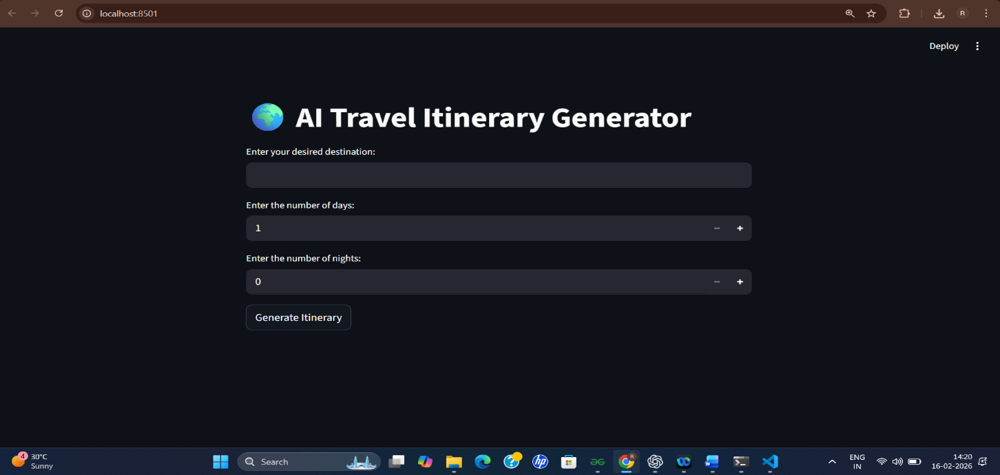 localhost:8501
R
Deploy
AI Travel Itinerary Generator
Enter your desired destination:
Enter the number of days:
1
Enter the number of nights:
0
Generate Itinerary
4
30°C
Sunny
Search
hp
R
W
ENG
IN
14:20
16-02-2026